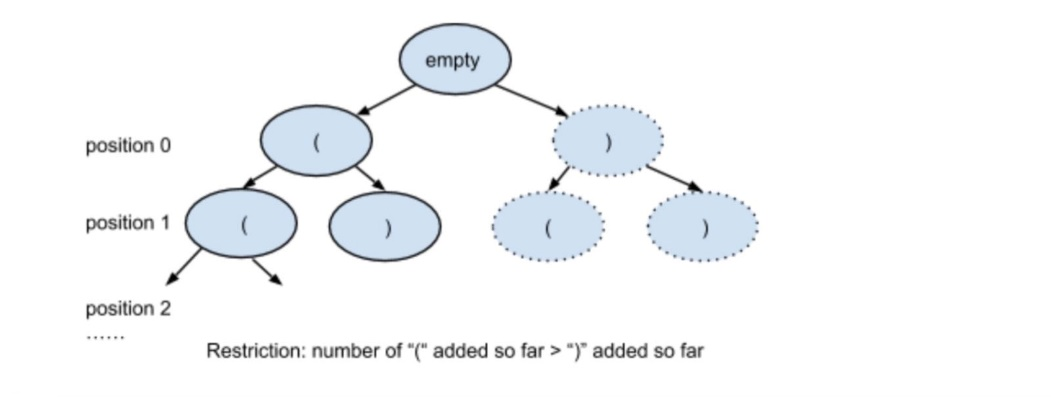 empty
position 0
(
)
position 1
(
)
(
)
position 2
......
Restriction: number of “(“ added so far > “)” added so far